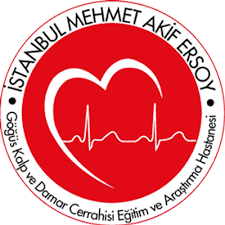 İSTANBUL MEHMET AKİF ERSOY
Göğüs Kalp ve Damar Cerrahisi Eğitim ve Araştırma Hastanesi